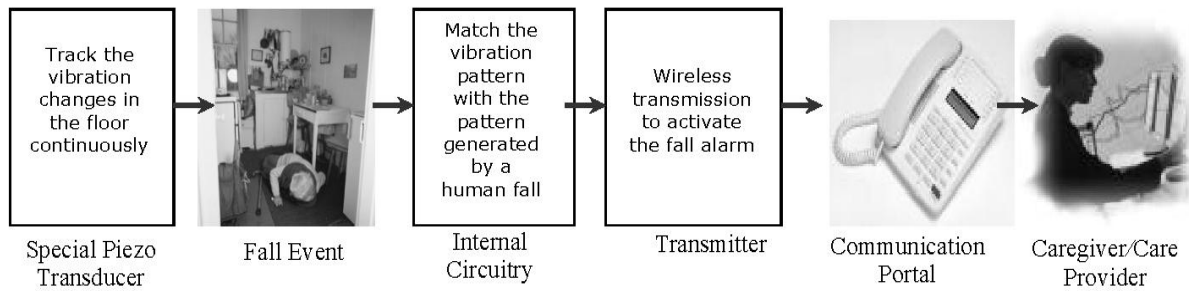 Track the
vibration
changes in
the floor
continuously
Special Piezo
Transducer
Fall Event
Match the
vibration
pattern
with the
pattern
generated
by a
human fall
Internal
Circuitry
Wireless
transmission
to activate
the fall alarm
Transmitter
Communication
Portal
Caregiver/Care
Provider